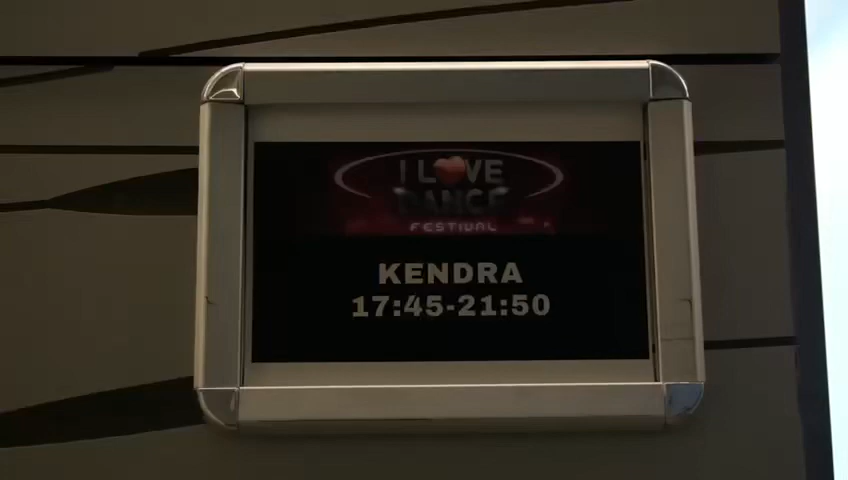 I LOVE
DANCE
FESTIVAL
KENDRA
17:45-21:50